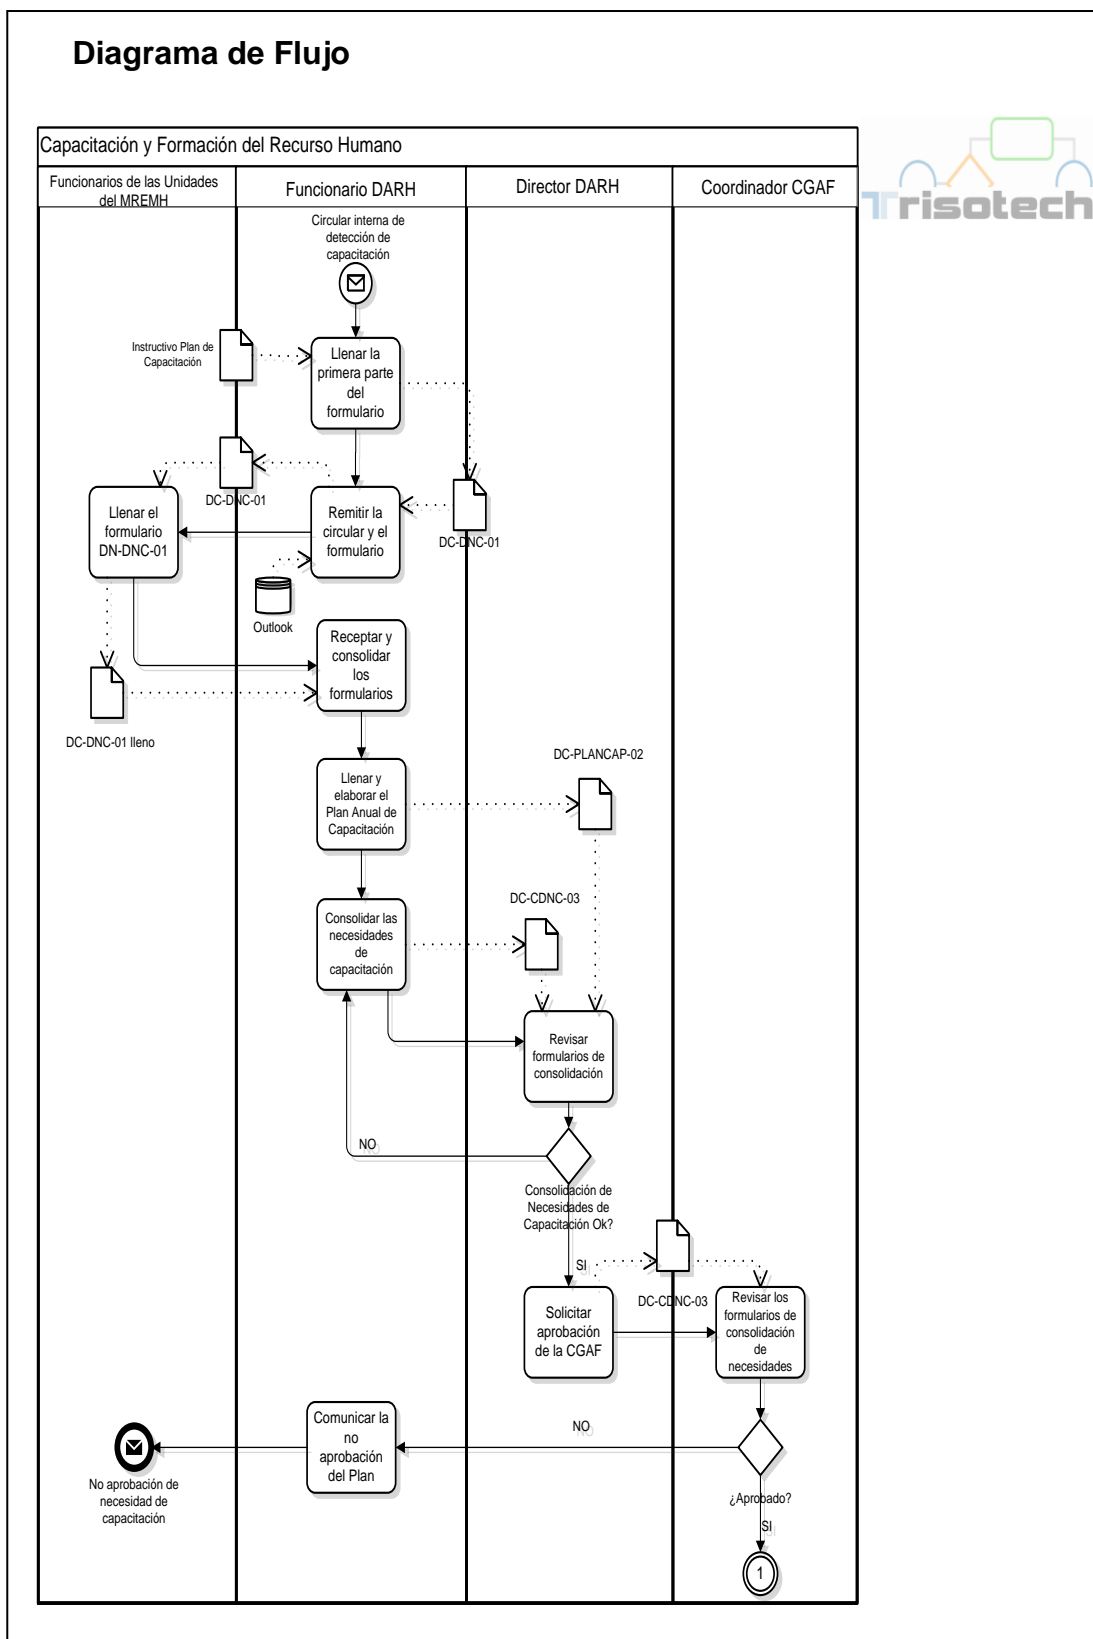 Diagrama de Flujo
Capacitación y Formación del Recurso Humano
Funcionarios de las Unidades
del MREMH
Funcionario DARH
Director DARH
Coordinador CGAF
Trisotech
Circular interna de
detección de
capacitación
Instructivo Plan de
Capacitación
Llenar la
primera parte
del
formulario
DC-DNC-01
Llenar el
formulario
DN-DNC-01
Remitir la
circular y el
formulario
DC-DNC-01
Outlook
Receptar y
consolidar
los
formularios
DC-DNC-01 lleno
DC-PLANCAP-02
Llenar y
elaborar el
Plan Anual de
Capacitación
DC-CDNC-03
Consolidar las
necesidades
de
capacitación
Revisar
formularios de
consolidación
NO
Consolidación de
Necesidades de
Capacitación Ok?
SI
DC-CDNC-03
Solicitar
aprobación
de la CGAF
Revisar los
formularios de
consolidación
de
necesidades
Comunicar la
no
aprobación
del Plan
NO
No aprobación de
necesidad de
capacitación
¿Aprobado?
SI
1